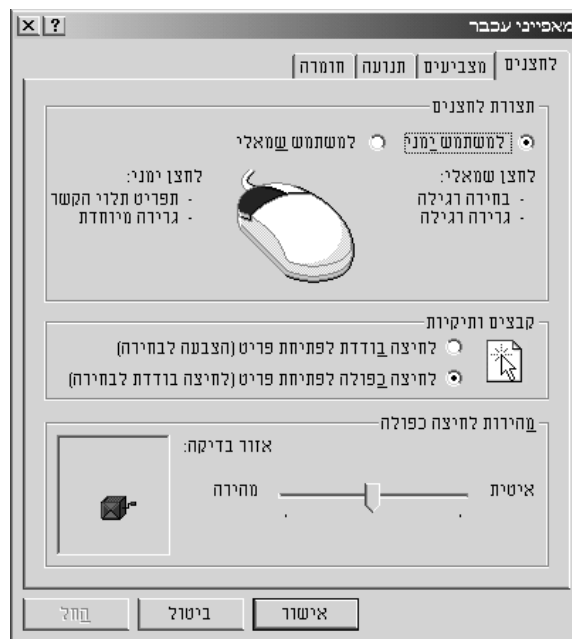 מאפייני עכבר
לחצנים
מצביעים
תנועה
חומרה
תצורת לחצנים
למשתמש ימני
למשתמש שמאלי
לחצן שמאלי:
- בחירה רגילה
- גרירה רגילה
לחצן ימני:
- תפריט תלוי הקשר
- גרירה מיוחדת
קבצים ותיקיות
לחיצה בודדת לפתיחת פריט (הצבעה לבחירה)
לחיצה כפולה לפתיחת פריט (לחיצה בודדת לבחירה)
מהירות לחיצה כפולה
אזור בדיקה:
איטית
מהירה
אישור
ביטול
החל